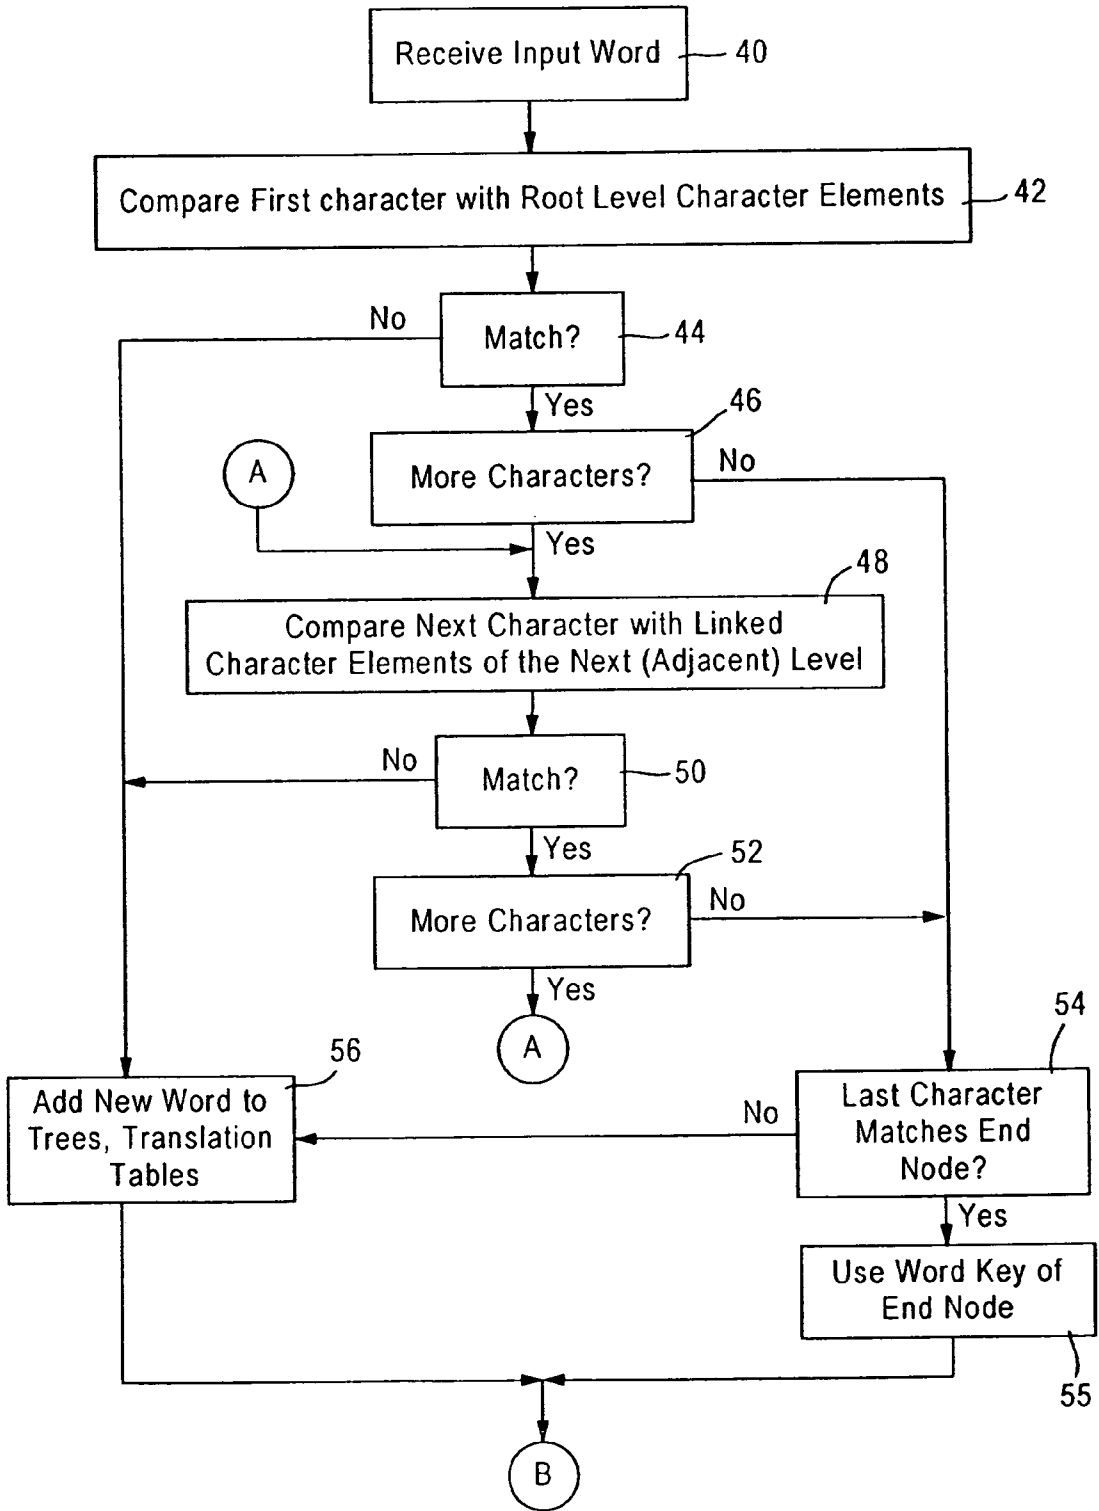 Receive Input Word
40
Compare First character with Root Level Character Elements
42
No
Match?
44
Yes
46
A
More Characters?
No
Yes
48
Compare Next Character with Linked
Character Elements of the Next (Adjacent) Level
No
Match?
50
Yes
52
More Characters?
No
Yes
A
54
56
Add New Word to
Trees, Translation
Tables
No
Last Character
Matches End
Node?
Yes
Use Word Key of
End Node
55
B